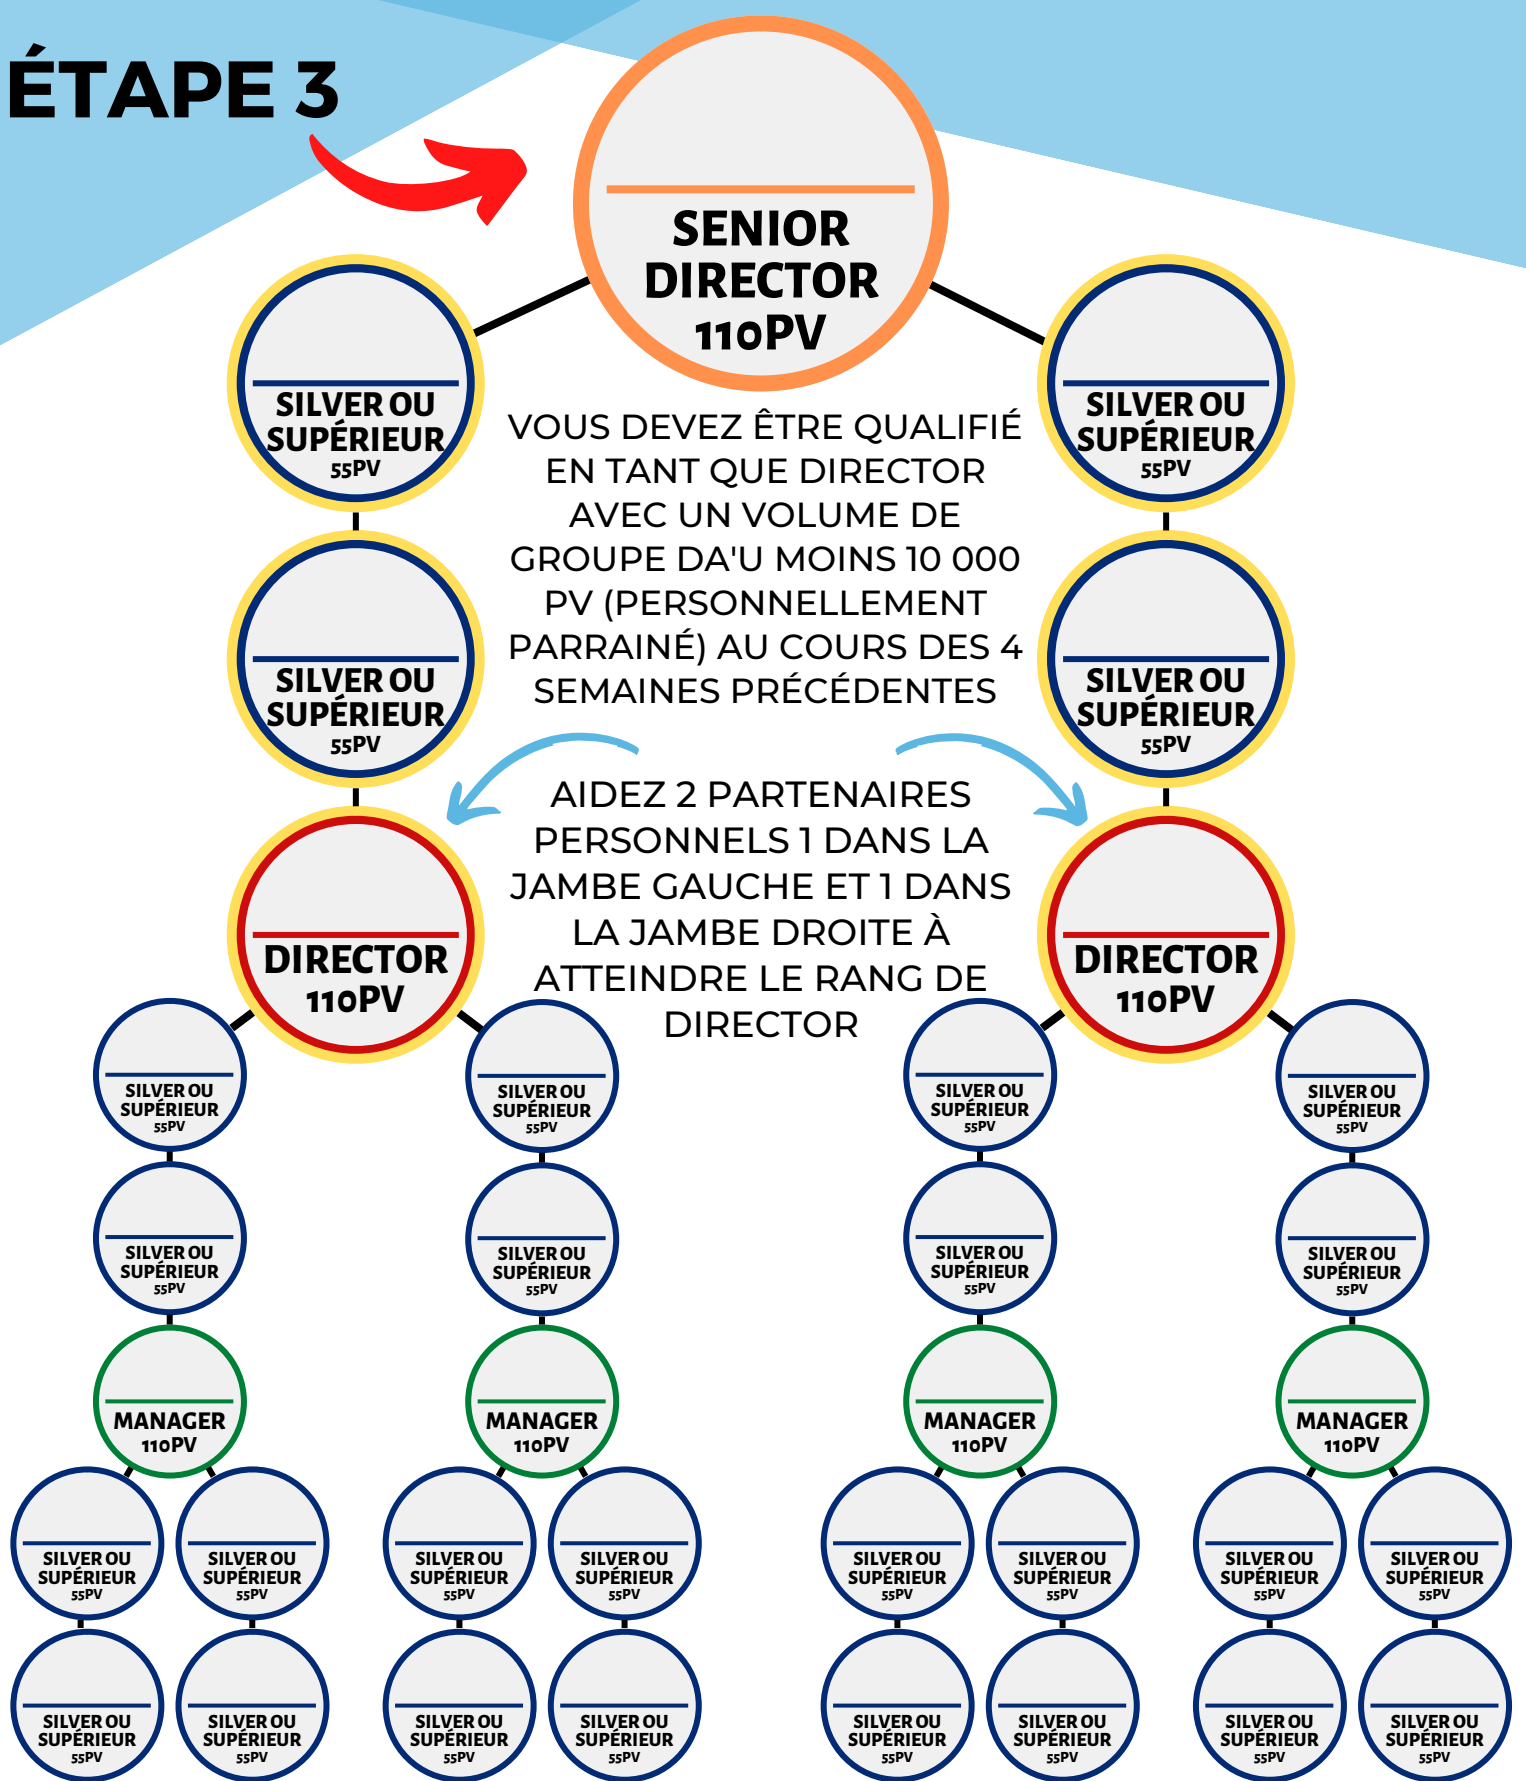 ÉTAPE 3
SENIOR
DIRECTOR
110PV
SILVER OU
SUPÉRIEUR
55PV
SILVER OU
SUPÉRIEUR
55PV
VOUS DEVEZ ÊTRE QUALIFIÉ
EN TANT QUE DIRECTOR
AVEC UN VOLUME DE
GROUPE DA'U MOINS 10 000
PV (PERSONNELLEMENT
PARRAINÉ) AU COURS DES 4
SEMAINES PRÉCÉDENTES
SILVER OU
SUPÉRIEUR
55PV
SILVER OU
SUPÉRIEUR
55PV
AIDEZ 2 PARTENAIRES
PERSONNELS 1 DANS LA
JAMBE GAUCHE ET 1 DANS
LA JAMBE DROITE À
ATTEINDRE LE RANG DE
DIRECTOR
DIRECTOR
110PV
DIRECTOR
110PV
SILVER OU
SUPÉRIEUR
55PV
SILVER OU
SUPÉRIEUR
55PV
SILVER OU
SUPÉRIEUR
55PV
SILVER OU
SUPÉRIEUR
55PV
SILVER OU
SUPÉRIEUR
55PV
SILVER OU
SUPÉRIEUR
55PV
SILVER OU
SUPÉRIEUR
55PV
SILVER OU
SUPÉRIEUR
55PV
MANAGER
110PV
MANAGER
110PV
MANAGER
110PV
MANAGER
110PV
SILVER OU
SUPÉRIEUR
55PV
SILVER OU
SUPÉRIEUR
55PV
SILVER OU
SUPÉRIEUR
55PV
SILVER OU
SUPÉRIEUR
55PV
SILVER OU
SUPÉRIEUR
55PV
SILVER OU
SUPÉRIEUR
55PV
SILVER OU
SUPÉRIEUR
55PV
SILVER OU
SUPÉRIEUR
55PV
SILVER OU
SUPÉRIEUR
55PV
SILVER OU
SUPÉRIEUR
55PV
SILVER OU
SUPÉRIEUR
55PV
SILVER OU
SUPÉRIEUR
55PV
SILVER OU
SUPÉRIEUR
55PV
SILVER OU
SUPÉRIEUR
55PV
SILVER OU
SUPÉRIEUR
55PV
SILVER OU
SUPÉRIEUR
55PV